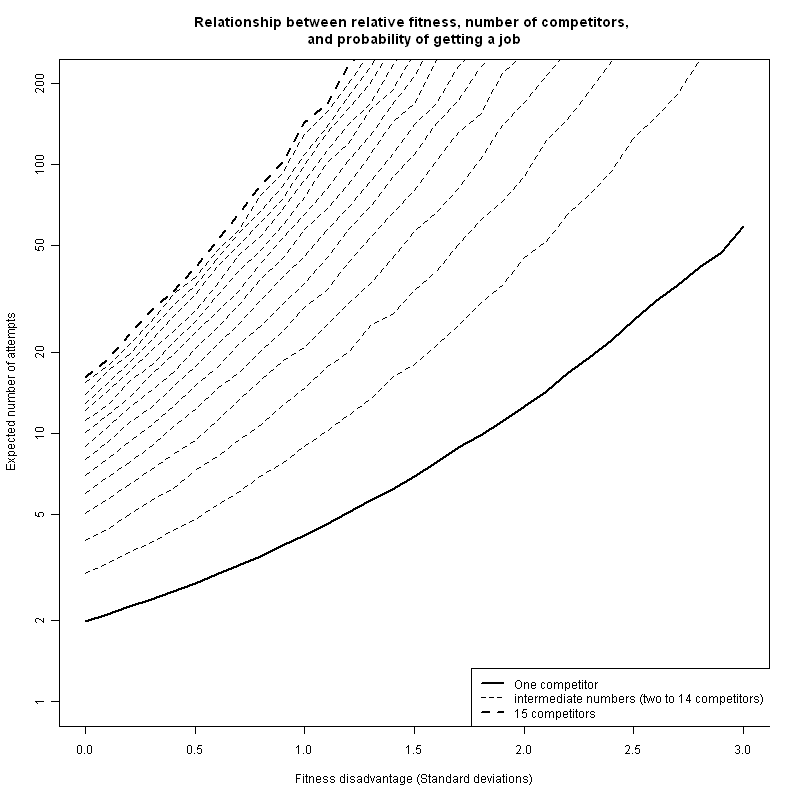 Relationship between relative fitness, number of competitors,
and probability of getting a job
Expected number of attempts
200
100
50
20
10
5
2
1
One competitor
intermediate numbers (two to 14 competitors)
15 competitors
0.0 0.5 1.0 1.5 2.0 2.5 3.0
Fitness disadvantage (Standard deviations)